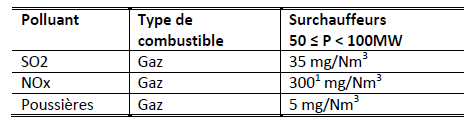 Polluant Type de combustible Surchauffeurs 50 ≤ P < 100MW
SO2 Gaz 35 mg/Nm³
NOx Gaz 300¹ mg/Nm³
Poussières Gaz 5 mg/Nm³